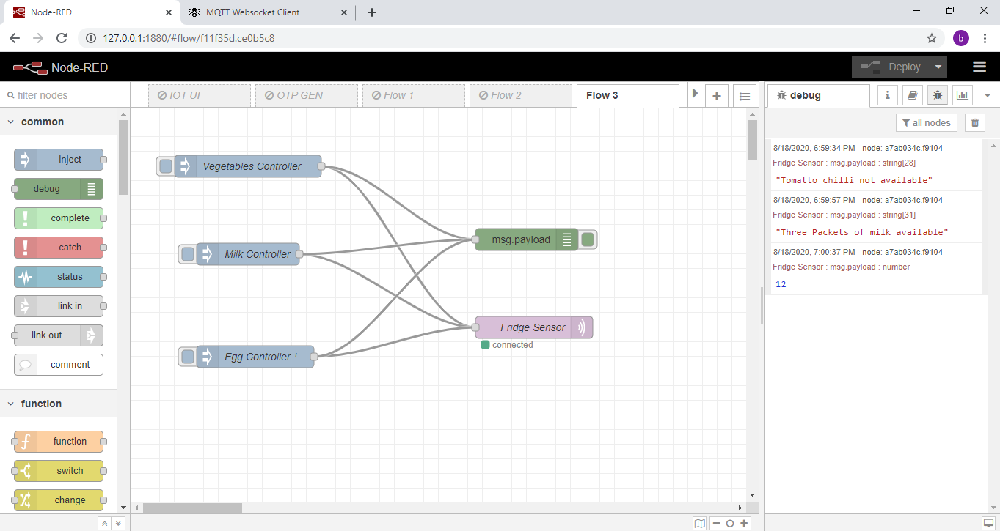 Node-RED
MQTT Websocket Client
127.0.0.1:1880/#flow/f11f35d.ce0b5c8
b
Node-RED
Deploy
filter nodes
IOT UI
OTP GEN
Flow 1
Flow 2
Flow 3
debug
i
common
all nodes
inject
debug
complete
catch
status
link in
link out
comment
function
function
switch
change
Vegetables Controller
Milk Controller
Egg Controller ¹
msg.payload
Fridge Sensor
connected
8/18/2020, 6:59:34 PM node: a7ab034c.f9104
Fridge Sensor : msg.payload : string[28]
"Tomatto chilli not available"
8/18/2020, 6:59:57 PM node: a7ab034c.f9104
Fridge Sensor : msg.payload : string[31]
"Three Packets of milk available"
8/18/2020, 7:00:37 PM node: a7ab034c.f9104
Fridge Sensor : msg.payload : number
12